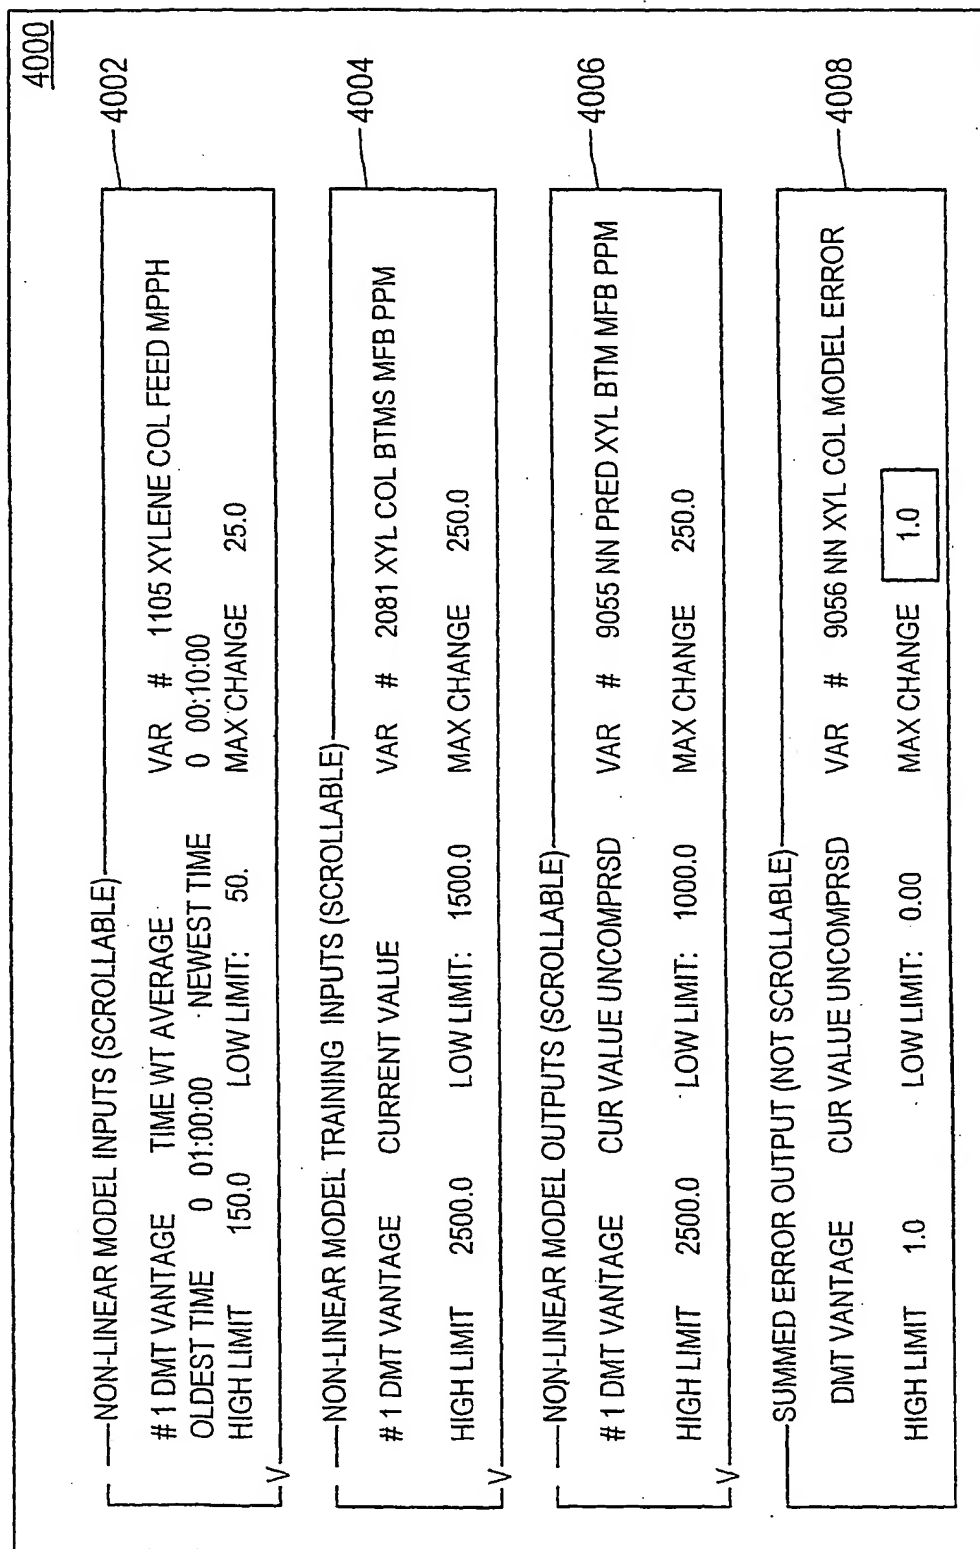 4000
NON-LINEAR MODEL INPUTS (SCROLLABLE)
4002
# 1 DMT VANTAGE TIME WT AVERAGE VAR # 1105 XYLENE COL FEED MPPH
OLDEST TIME 0 01:00:00 NEWEST TIME 0 00:10:00
HIGH LIMIT 150.0 LOW LIMIT: 50. MAX CHANGE 25.0
V
NON-LINEAR MODEL TRAINING INPUTS (SCROLLABLE)
4004
# 1 DMT VANTAGE CURRENT VALUE VAR # 2081 XYL COL BTMS MFB PPM
HIGH LIMIT 2500.0 LOW LIMIT: 1500.0 MAX CHANGE 250.0
V
NON-LINEAR MODEL OUTPUTS (SCROLLABLE)
4006
# 1 DMT VANTAGE CUR VALUE UNCOMPRSD VAR # 9055 NN PRED XYL BTM MFB PPM
HIGH LIMIT 2500.0 LOW LIMIT: 1000.0 MAX CHANGE 250.0
V
SUMMED ERROR OUTPUT (NOT SCROLLABLE)
4008
DMT VANTAGE CUR VALUE UNCOMPRSD VAR # 9056 NN XYL COL MODEL ERROR
HIGH LIMIT 1.0 LOW LIMIT: 0.00 MAX CHANGE 1.0